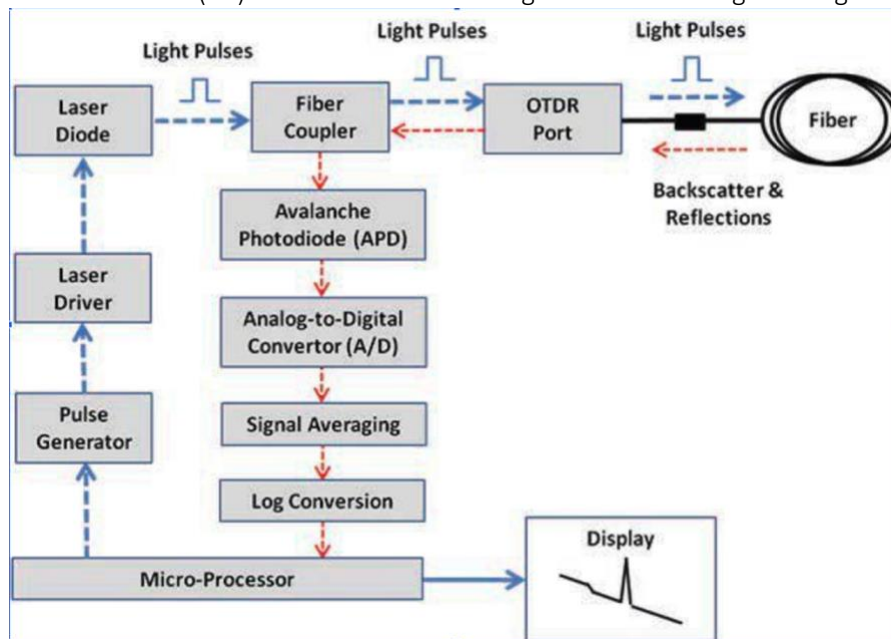 Light Pulses
Light Pulses
Light Pulses
Laser
Diode
Fiber
Coupler
OTDR
Port
Fiber
Backscatter &
Reflections
Avalanche
Photodiode (APD)
Laser
Driver
Analog-to-Digital
Convertor (A/D)
Pulse
Generator
Signal Averaging
Log Conversion
Micro-Processor
Display